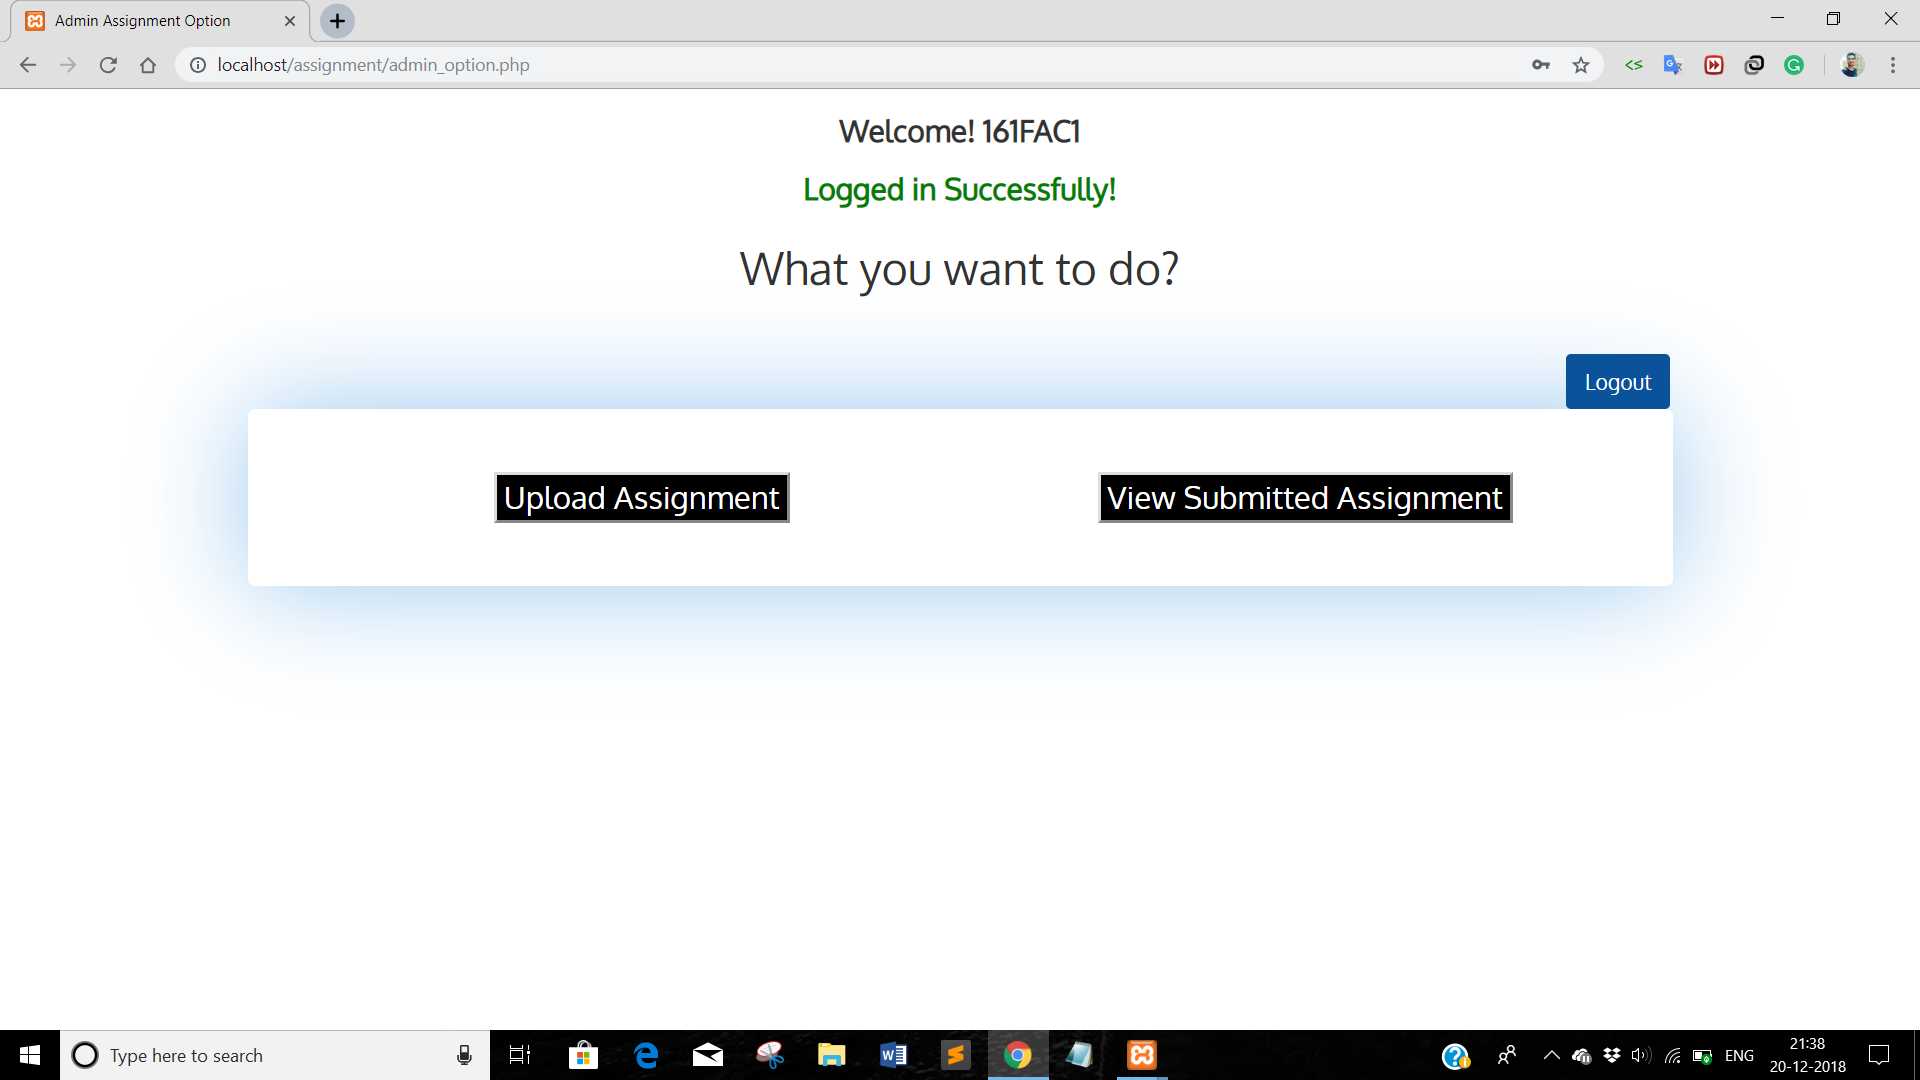 Admin Assignment Option
localhost/assignment/admin_option.php
Welcome! 161FAC1
Logged in Successfully!
What you want to do?
Logout
Upload Assignment
View Submitted Assignment
Type here to search
ENG
21:38
20-12-2018